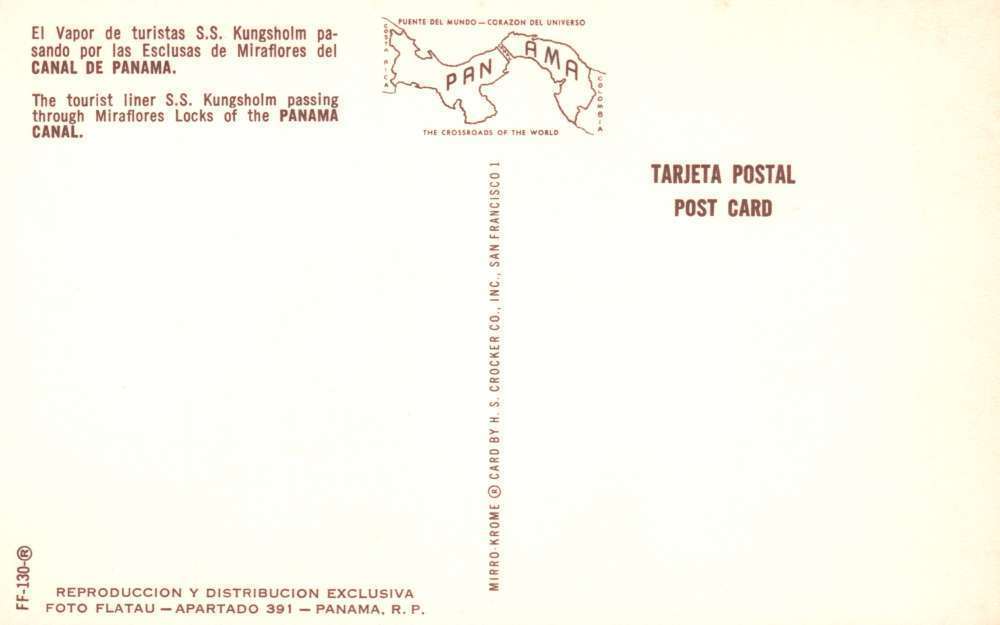 El Vapor de turistas S.S. Kungsholm pa-
sando por las Esclusas de Miraflores del
CANAL DE PANAMA.
The tourist liner S.S. Kungsholm passing
through Miraflores Locks of the PANAMA
CANAL.
PUENTE DEL MUNDO — CORAZON DEL UNIVERSO
COSTA RICA
PANAMA
COLOMBIA
THE CROSSROADS OF THE WORLD
TARJETA POSTAL
POST CARD
MIRRO-KROME ® CARD BY H. S. CROCKER CO., INC., SAN FRANCISCO 1
FF-130-®
REPRODUCCION Y DISTRIBUCION EXCLUSIVA
FOTO FLATAU — APARTADO 391 — PANAMA, R. P.